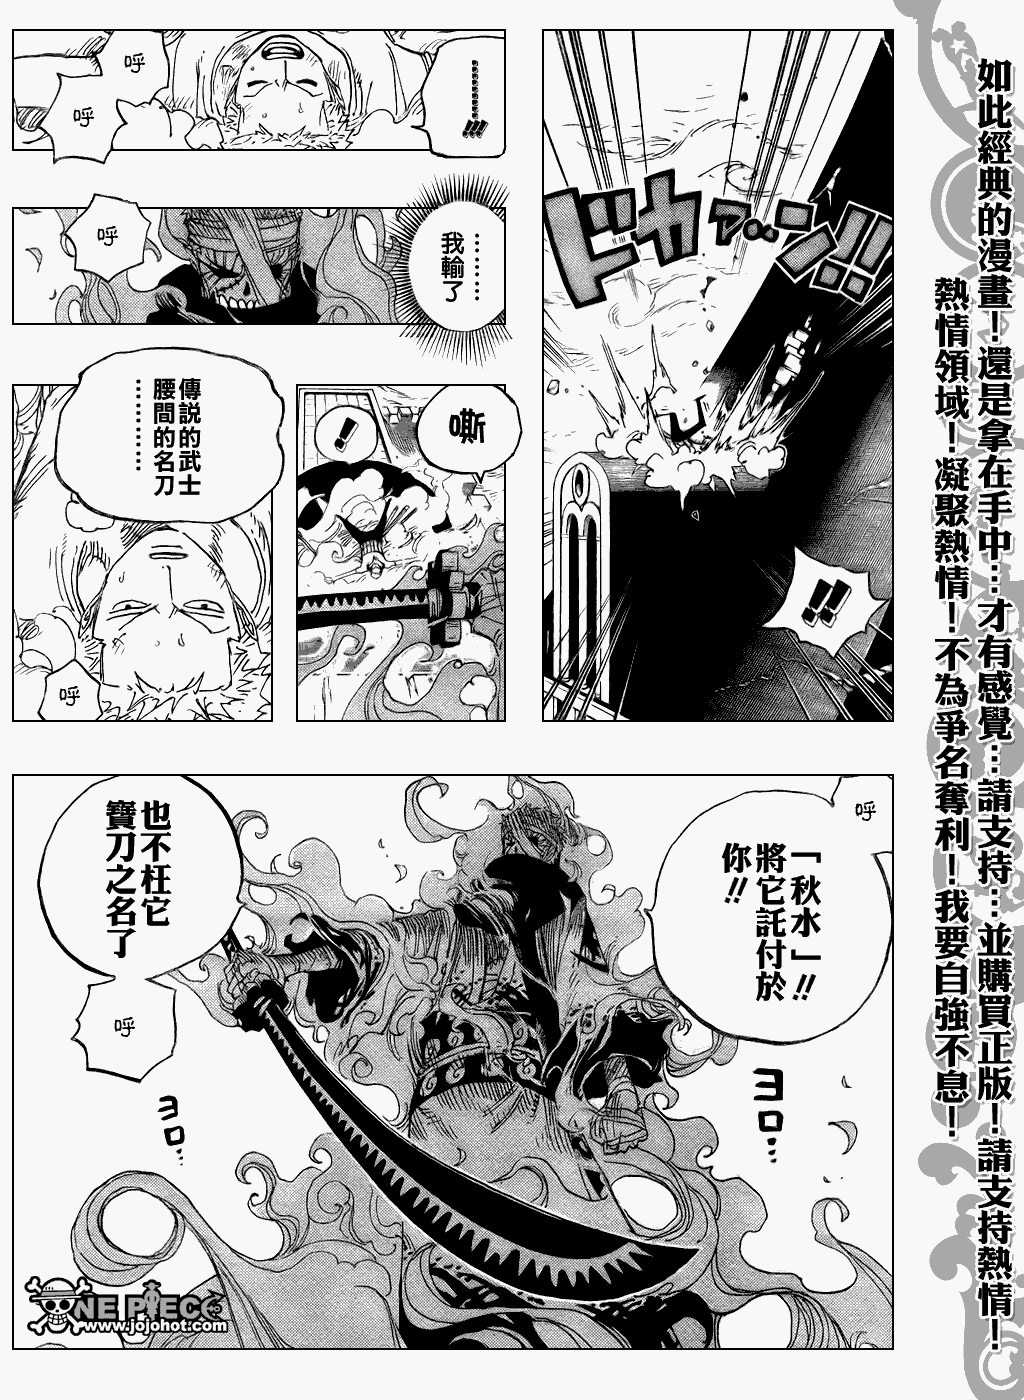 如此經典的漫畫！還是拿在手中…才有感覺…請支持…並購買正版！請支持熱情！
熱情領域！凝聚熱情！不為爭名奪利！我要自強不息！
ドカァ…ン!!
!!!
………!!!
呼
呼
………
我輸了
呼
嘶
!!
傳説的武士
腰間的名刀
…………
呼
呼
「秋水」!!
將它託付於
你!!
也不枉它
寶刀之名了
呼
ヨロ…
ヨロ…
ONE PIECE
www.jojohot.com